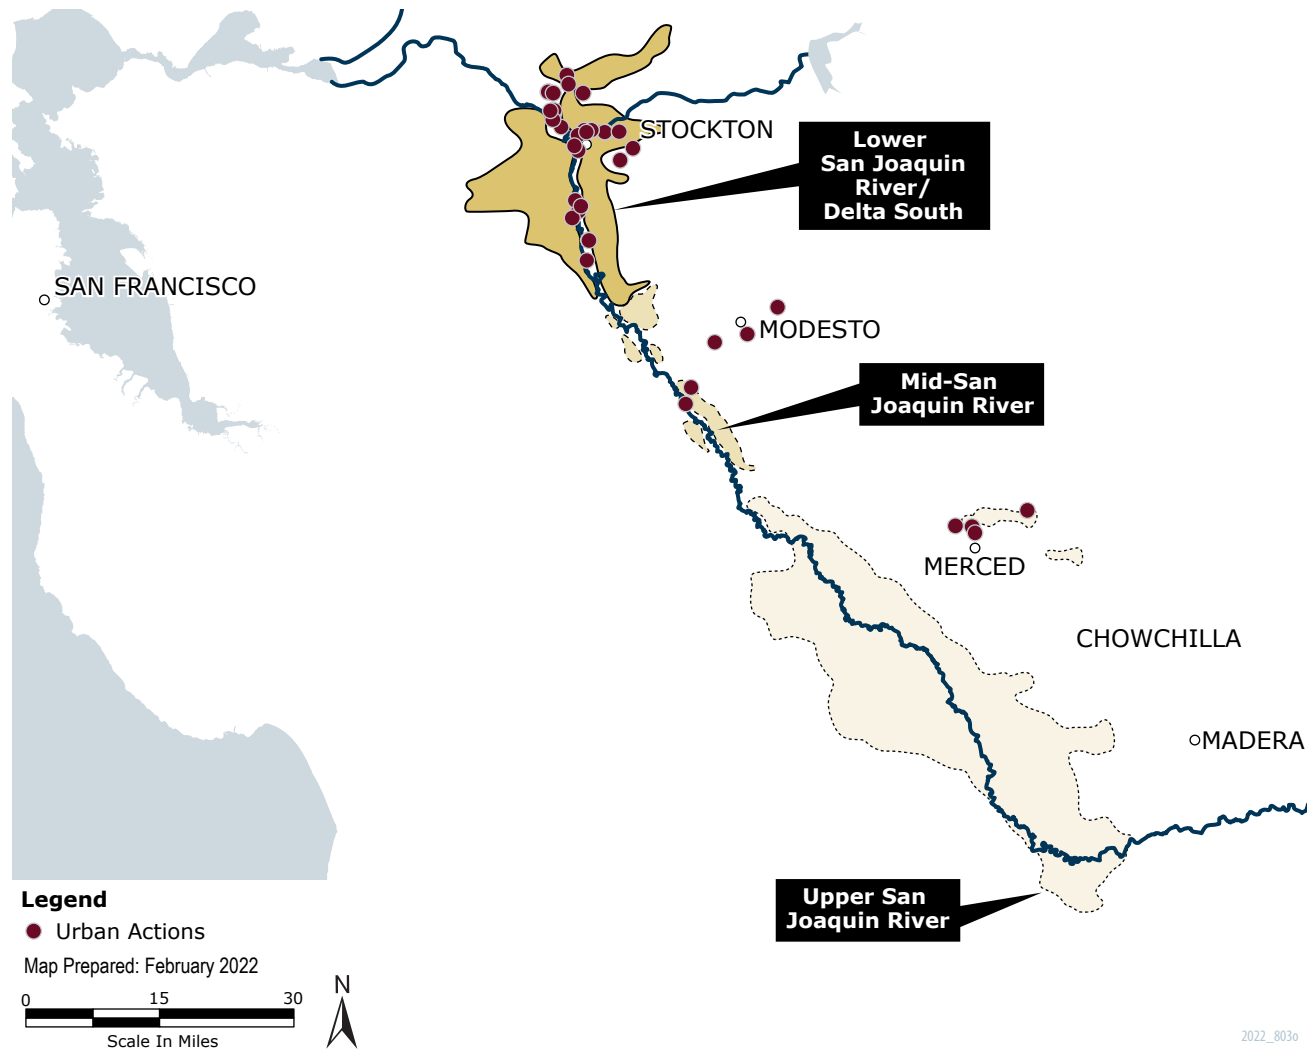 STOCKTON
Lower
San Joaquin
River/
Delta South
SAN FRANCISCO
MODESTO
Mid-San
Joaquin River
MERCED
CHOWCHILLA
MADERA
Upper San
Joaquin River
Legend
Urban Actions
Map Prepared: February 2022
0 15 30
Scale In Miles
N
2022_803o